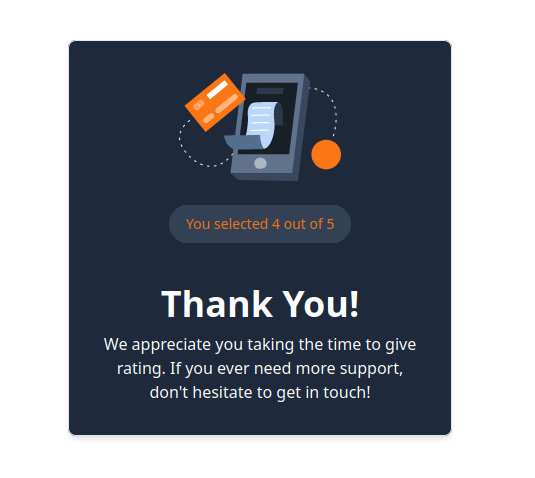 You selected 4 out of 5
Thank You!
We appreciate you taking the time to give
rating. If you ever need more support,
don't hesitate to get in touch!